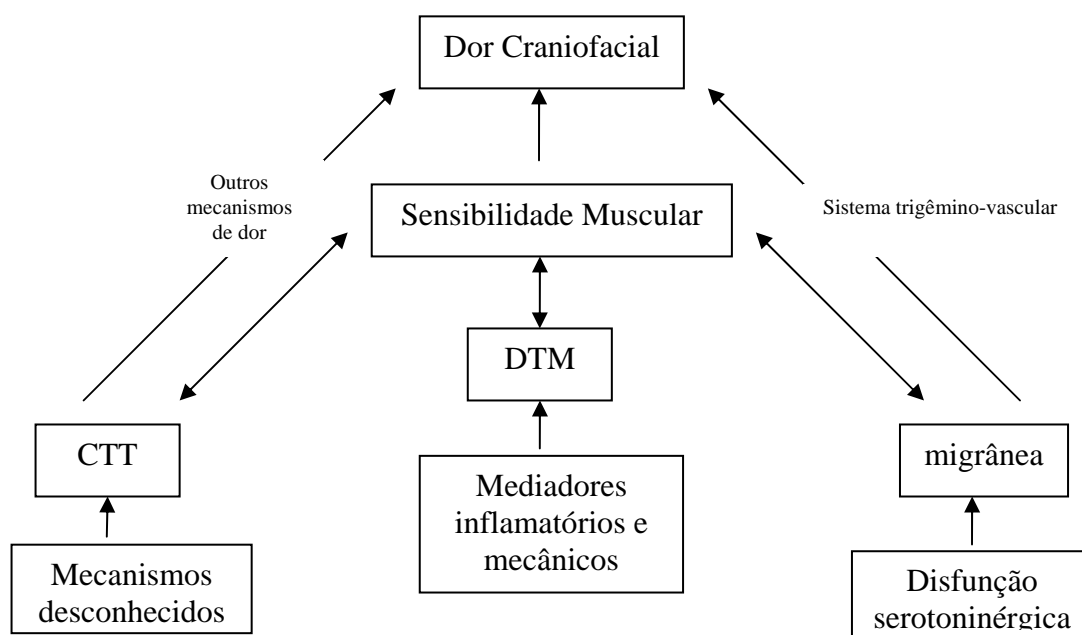 Dor Craniofacial
Outros
mecanismos
de dor
Sensibilidade Muscular
Sistema trigêmino-vascular
DTM
CTT
migrânea
Mediadores
inflamatórios e
mecânicos
Mecanismos
desconhecidos
Disfunção
serotoninérgica